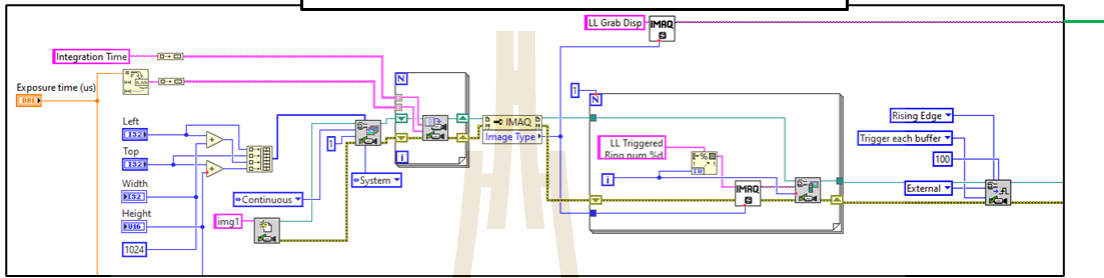 LL Grab Disp
IMAQ
Integration Time
Exposure time (us)
DBL
N
1
N
Left
I32
Top
I32
Width
I32
Height
U16
1024
1
System
Continuous
img1
i
IMAQ
Image Type
LL Triggered
Ring num %d
i
IMAQ
Rising Edge
Trigger each buffer
100
External